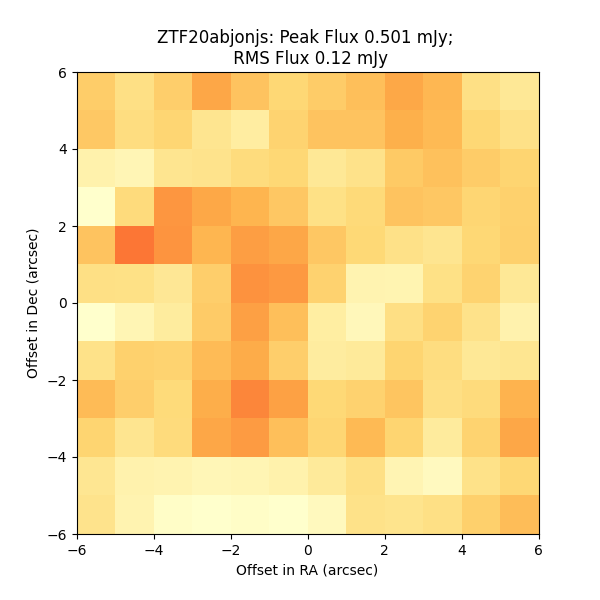 ZTF20abjonjs: Peak Flux 0.501 mJy;
RMS Flux 0.12 mJy
6
4
2
0
−2
−4
−6
Offset in Dec (arcsec)
−6 −4 −2 0 2 4 6
Offset in RA (arcsec)